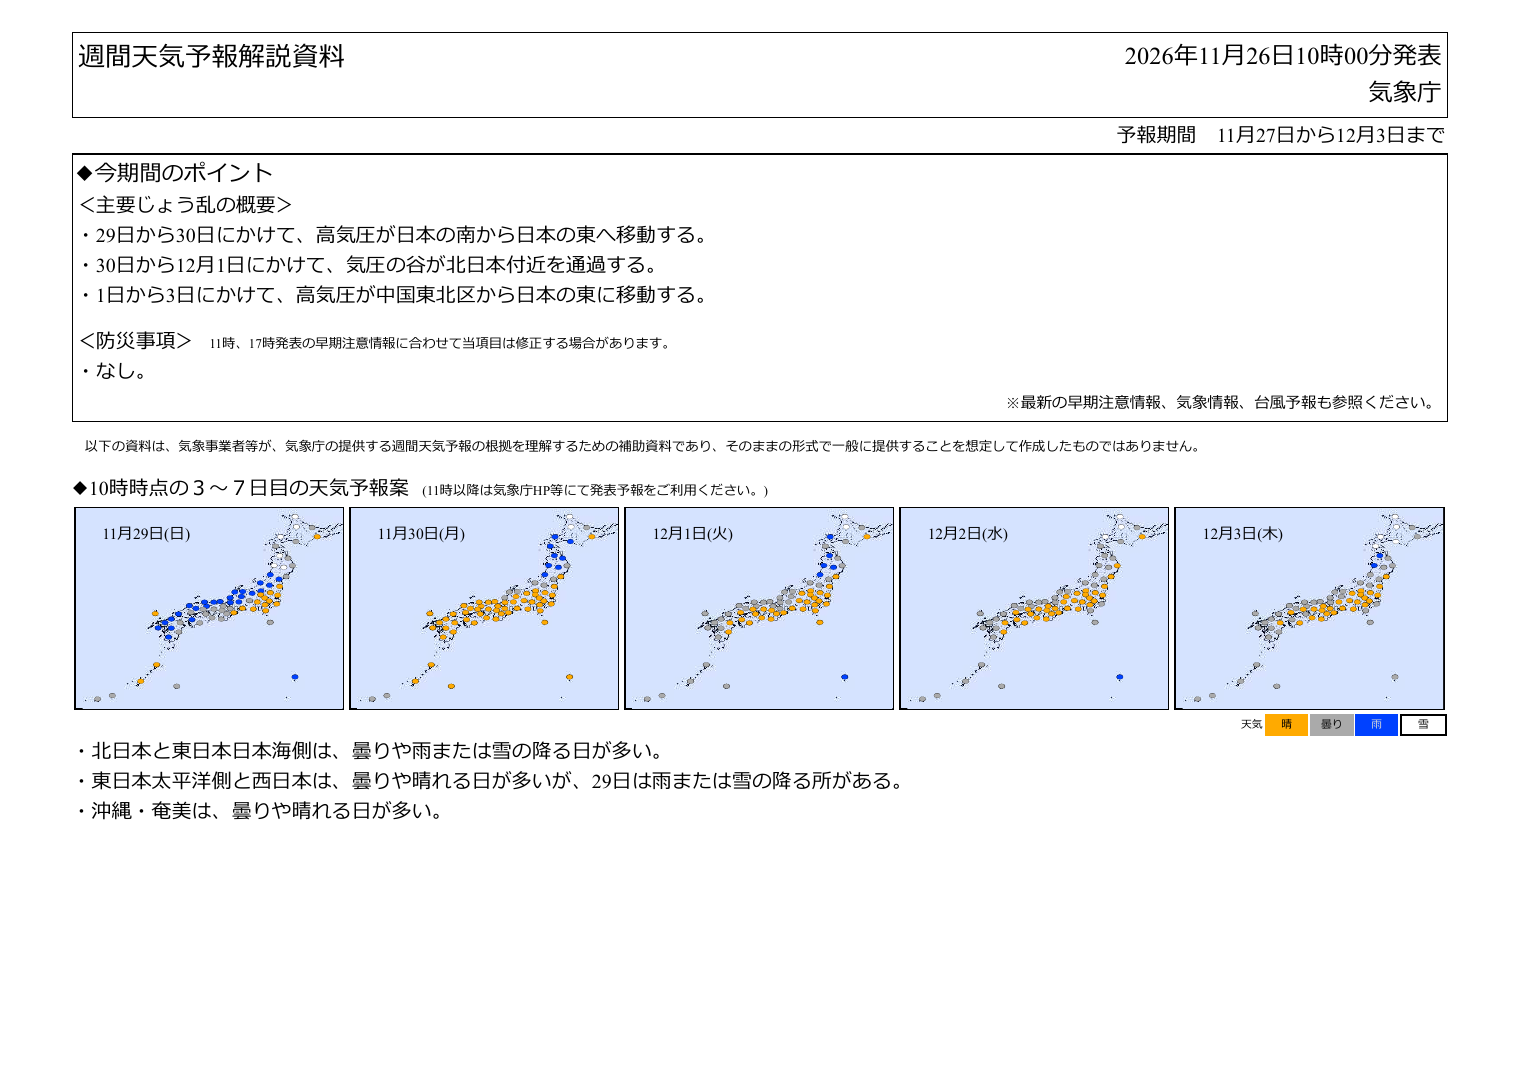 週間天気予報解説資料
2026年11月26日10時00分発表
気象庁
予報期間　11月27日から12月3日まで
◆今期間のポイント
＜主要じょう乱の概要＞
・29日から30日にかけて、高気圧が日本の南から日本の東へ移動する。
・30日から12月1日にかけて、気圧の谷が北日本付近を通過する。
・1日から3日にかけて、高気圧が中国東北区から日本の東に移動する。
＜防災事項＞　11時、17時発表の早期注意情報に合わせて当項目は修正する場合があります。
・なし。
※最新の早期注意情報、気象情報、台風予報も参照ください。
以下の資料は、気象事業者等が、気象庁の提供する週間天気予報の根拠を理解するための補助資料であり、そのままの形式で一般に提供することを想定して作成したものではありません。
◆10時時点の３～７日目の天気予報案　(11時以降は気象庁HP等にて発表予報をご利用ください。)
11月29日(日)
11月30日(月)
12月1日(火)
12月2日(水)
12月3日(木)
天気　晴　曇り　雨　雪
・北日本と東日本日本海側は、曇りや雨または雪の降る日が多い。
・東日本太平洋側と西日本は、曇りや晴れる日が多いが、29日は雨または雪の降る所がある。
・沖縄・奄美は、曇りや晴れる日が多い。